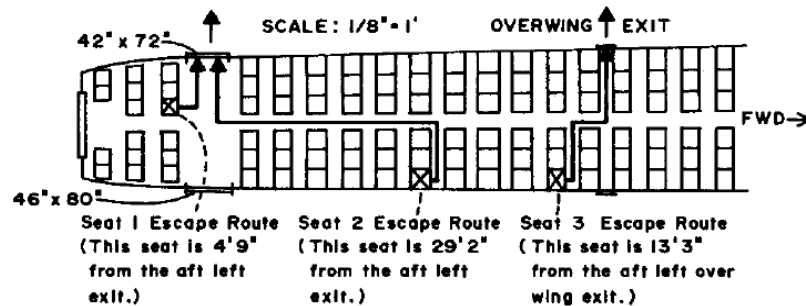 42" x 72"
SCALE: 1/8" = 1'
OVERWING EXIT
FWD
46" x 80"
Seat 1 Escape Route
(This seat is 4'9"
from the aft left
exit.)
Seat 2 Escape Route
(This seat is 29'2"
from the aft left
exit.)
Seat 3 Escape Route
(This seat is 13'3"
from the aft left over
wing exit.)